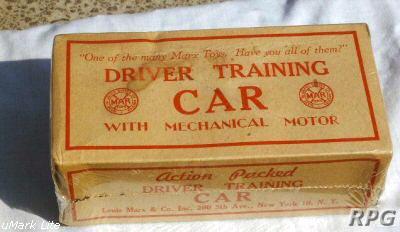 "One of the many Marx Toys. Have you all of them?"
DRIVER TRAINING
CAR
MAR
MAR
WITH MECHANICAL MOTOR
Action Packed
DRIVER TRAINING
CAR
Louis Marx & Co. Inc. 200 5th Ave., New York 10, N. Y.
uMark Lite
RPG